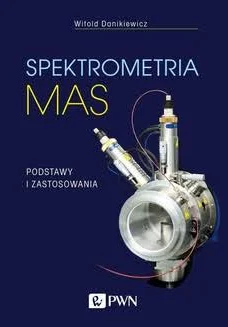 Witold Danikiewicz
SPEKTROMETRIA
MAS
PODSTAWY
I ZASTOSOWANIA
PWN